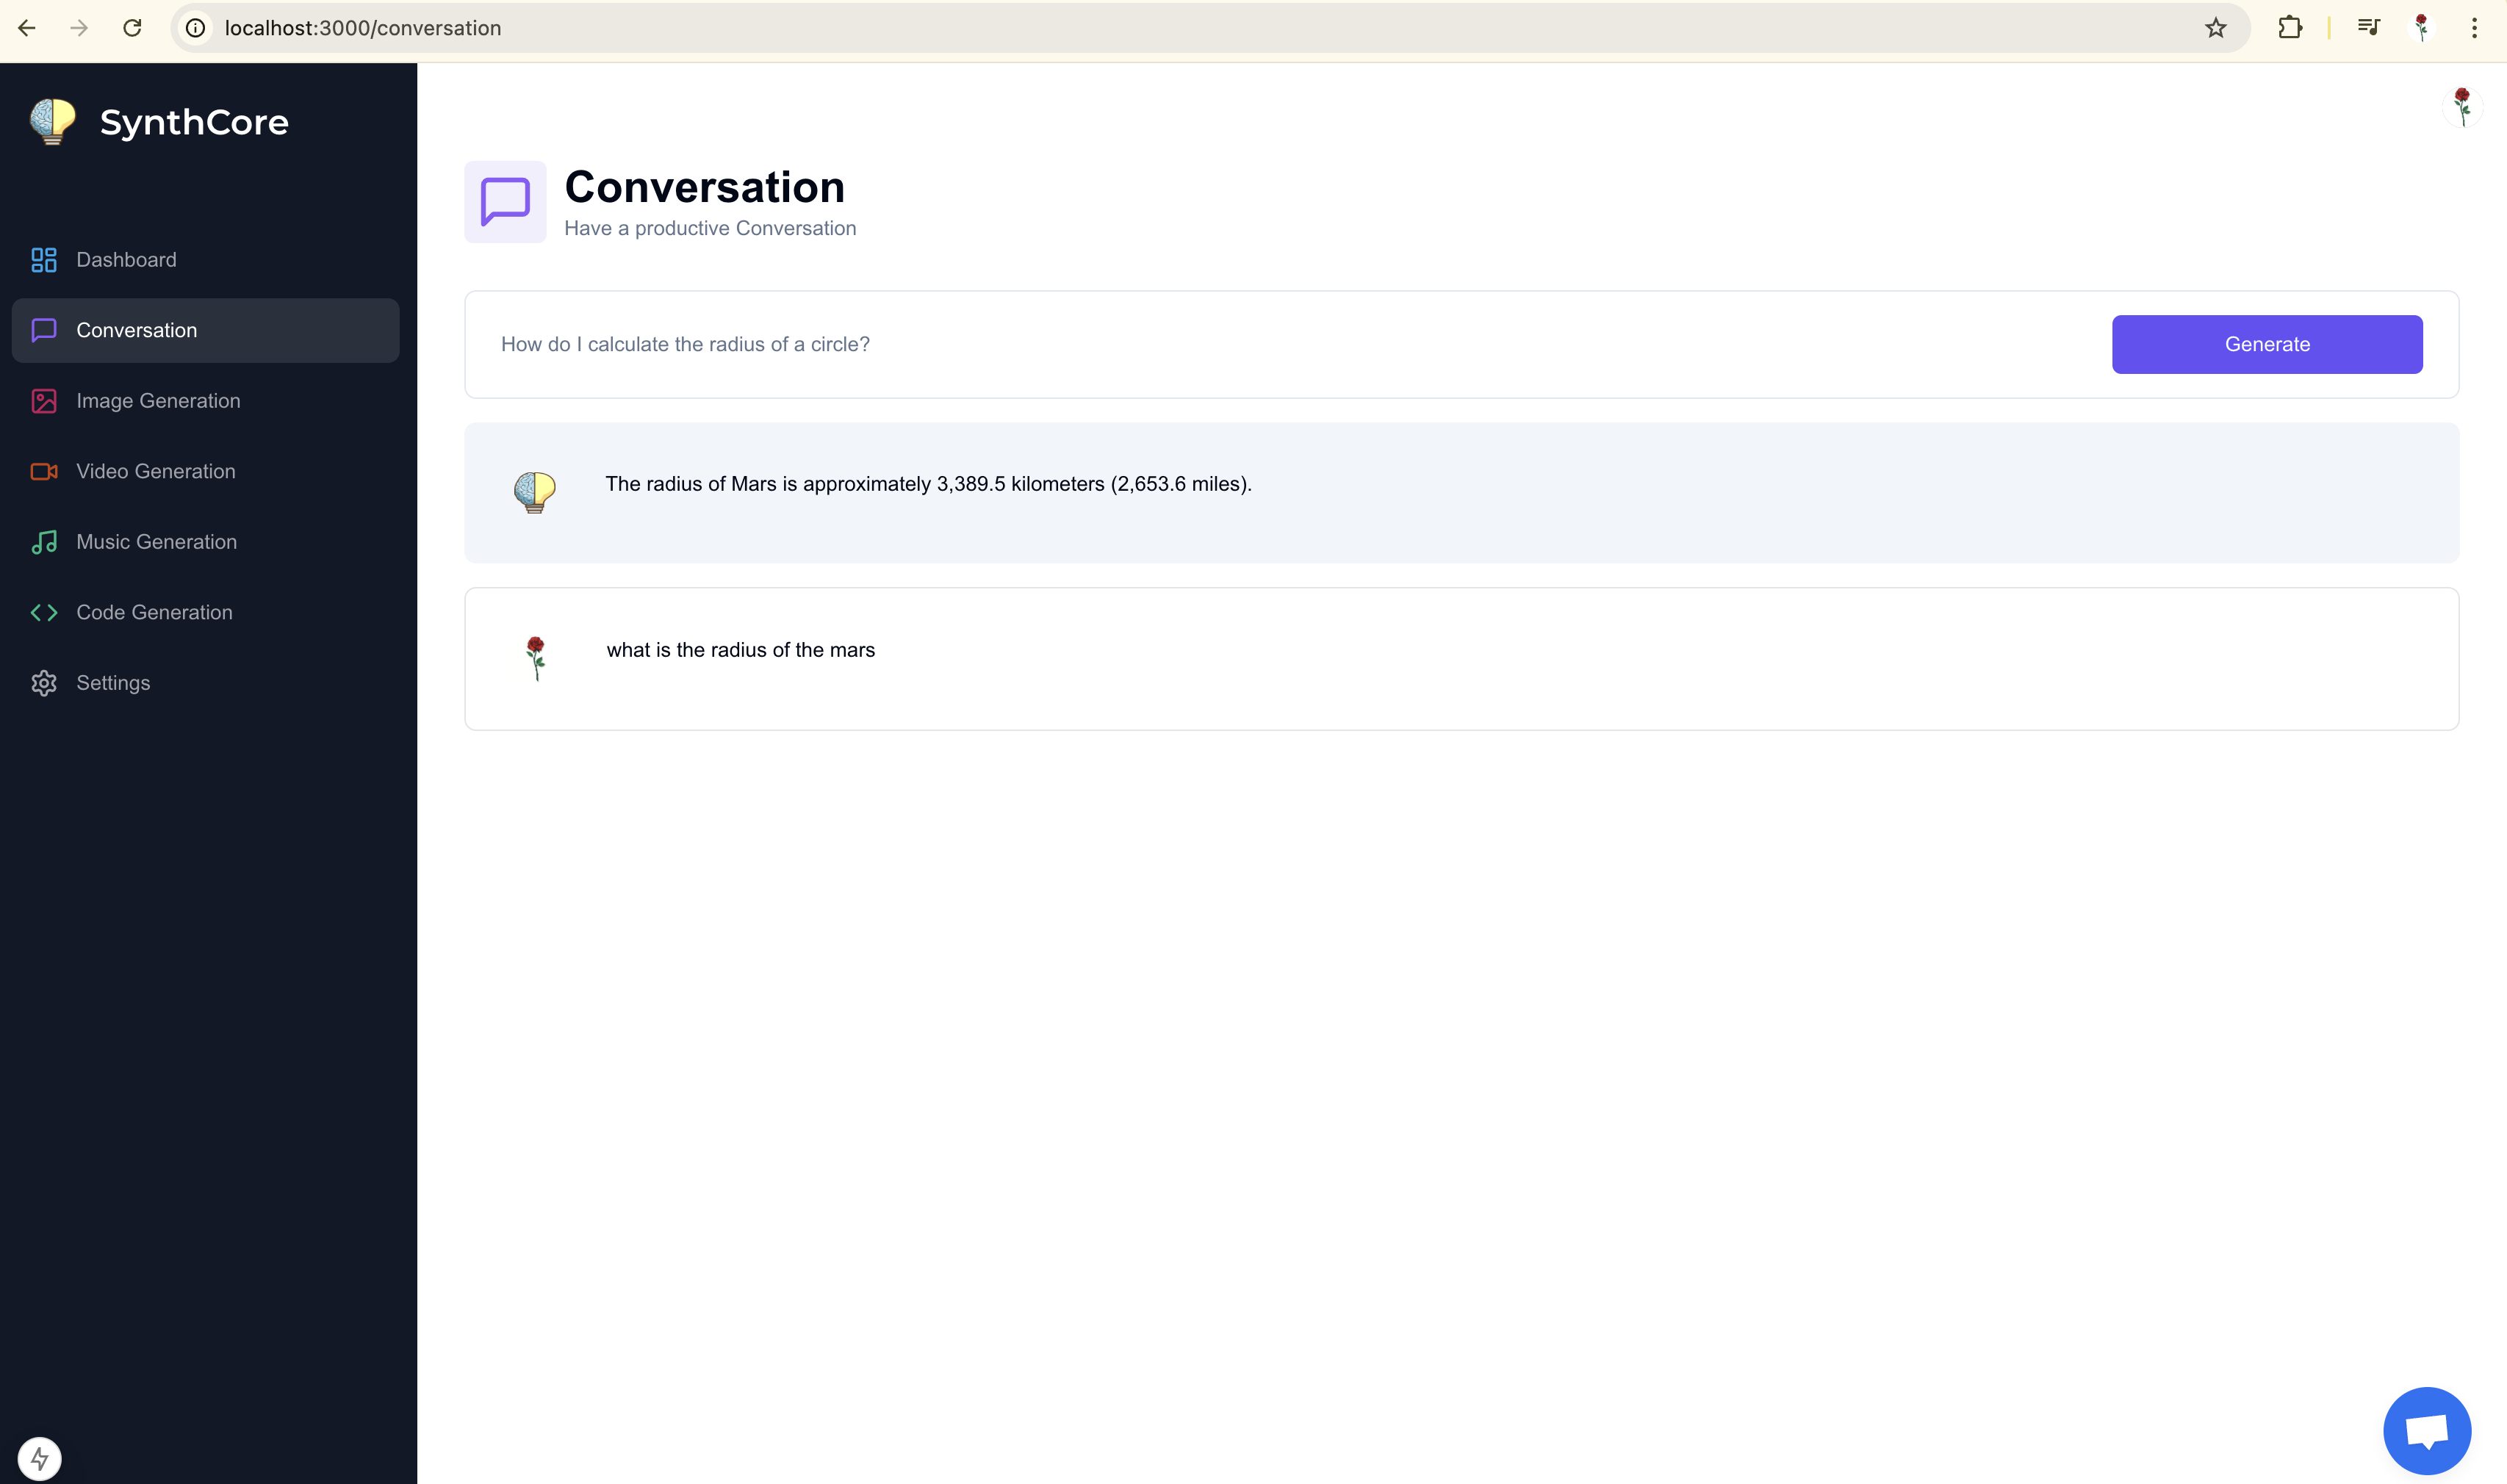 localhost:3000/conversation
SynthCore
Dashboard
Conversation
Image Generation
Video Generation
Music Generation
Code Generation
Settings
Conversation
Have a productive Conversation
How do I calculate the radius of a circle?
Generate
The radius of Mars is approximately 3,389.5 kilometers (2,653.6 miles).
what is the radius of the mars